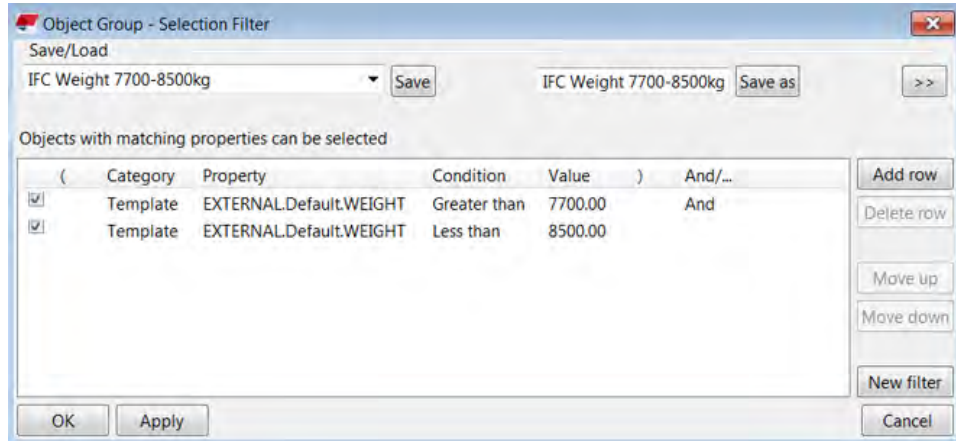 Object Group - Selection Filter
Save/Load
IFC Weight 7700-8500kg Save IFC Weight 7700-8500kg Save as >>
Objects with matching properties can be selected
( Category Property Condition Value ) And/...
Template EXTERNAL.Default.WEIGHT Greater than 7700.00 And
Template EXTERNAL.Default.WEIGHT Less than 8500.00
Add row
Delete row
Move up
Move down
New filter
OK Apply Cancel